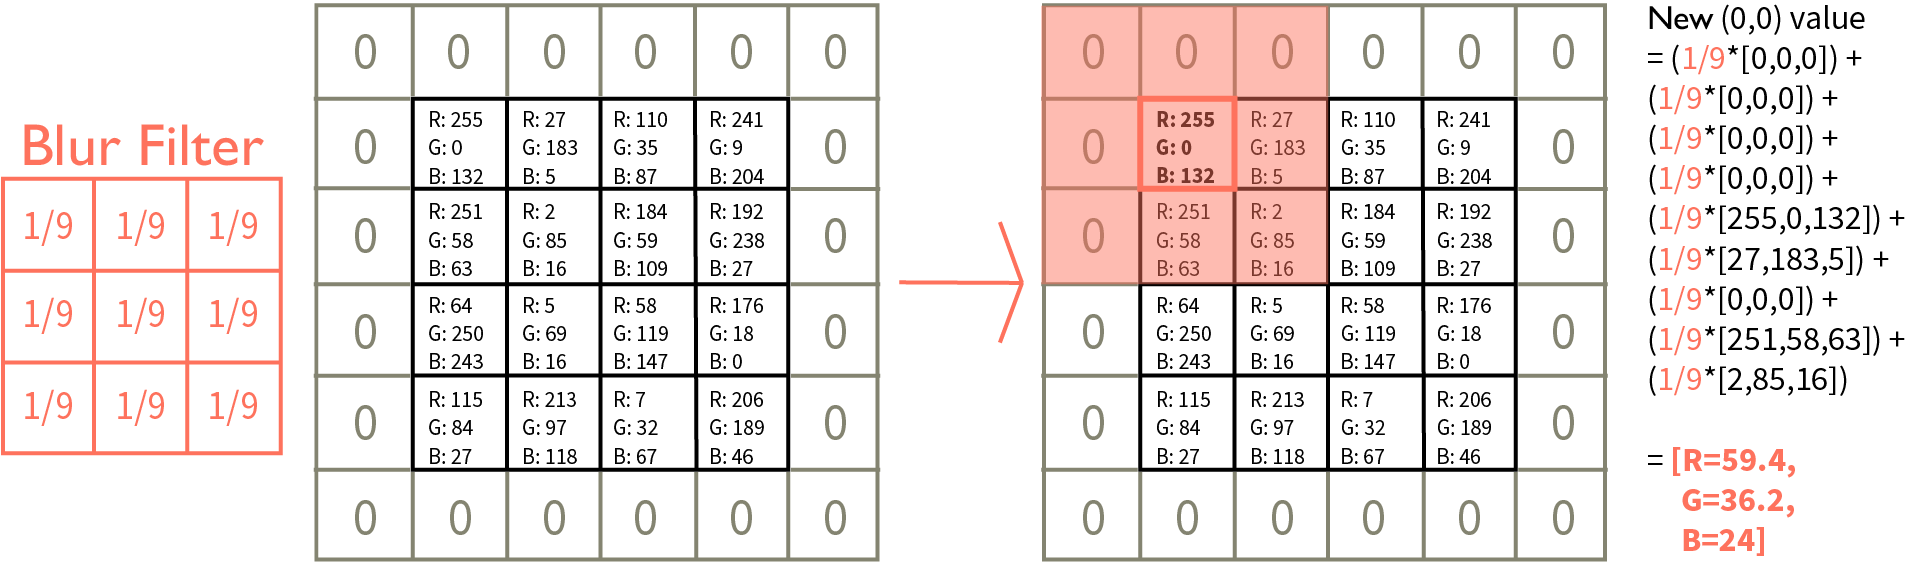 Blur Filter
1/9 1/9 1/9
1/9 1/9 1/9
1/9 1/9 1/9
0 0 0 0 0 0
0 R: 255 R: 27 R: 110 R: 241 0
G: 0 G: 183 G: 35 G: 9
B: 132 B: 5 B: 87 B: 204
0 R: 251 R: 2 R: 184 R: 192 0
G: 58 G: 85 G: 59 G: 238
B: 63 B: 16 B: 109 B: 27
0 R: 64 R: 5 R: 58 R: 176 0
G: 250 G: 69 G: 119 G: 18
B: 243 B: 16 B: 147 B: 0
0 R: 115 R: 213 R: 7 R: 206 0
G: 84 G: 97 G: 32 G: 189
B: 27 B: 118 B: 67 B: 46
0 0 0 0 0 0
0 0 0 0 0 0
0 R: 255 R: 27 R: 110 R: 241 0
G: 0 G: 183 G: 35 G: 9
B: 132 B: 5 B: 87 B: 204
0 R: 251 R: 2 R: 184 R: 192 0
G: 58 G: 85 G: 59 G: 238
B: 63 B: 16 B: 109 B: 27
0 R: 64 R: 5 R: 58 R: 176 0
G: 250 G: 69 G: 119 G: 18
B: 243 B: 16 B: 147 B: 0
0 R: 115 R: 213 R: 7 R: 206 0
G: 84 G: 97 G: 32 G: 189
B: 27 B: 118 B: 67 B: 46
0 0 0 0 0 0
New (0,0) value
= (1/9*[0,0,0]) +
(1/9*[0,0,0]) +
(1/9*[0,0,0]) +
(1/9*[0,0,0]) +
(1/9*[255,0,132]) +
(1/9*[27,183,5]) +
(1/9*[0,0,0]) +
(1/9*[251,58,63]) +
(1/9*[2,85,16])
= [R=59.4,
G=36.2,
B=24]